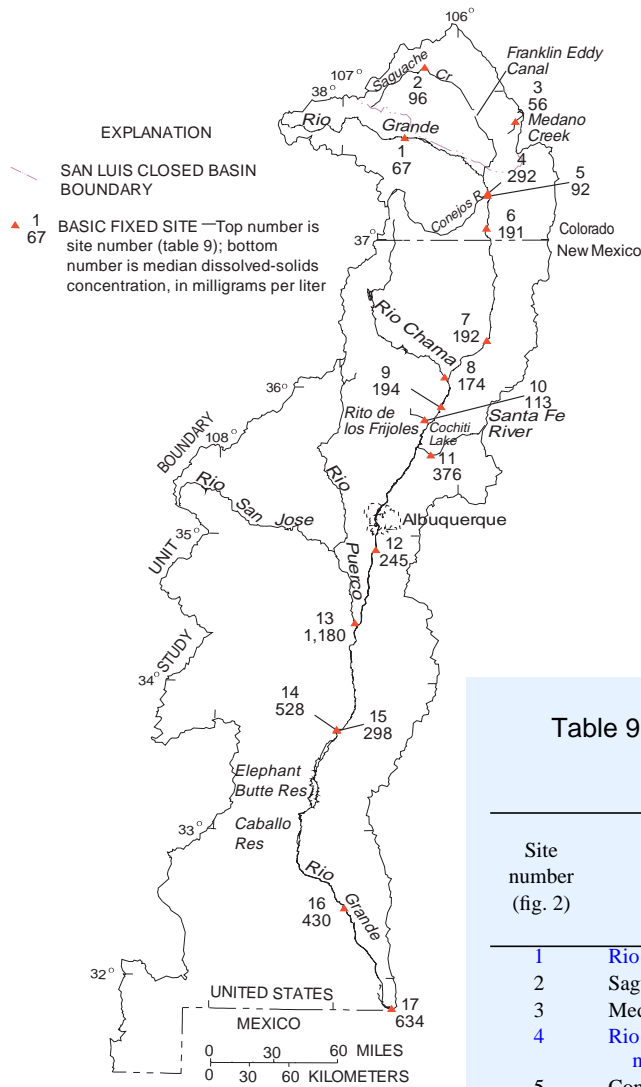 106°
Franklin Eddy
Canal
Saguache Cr
2
96
107°
38°
3
56
Medano
Creek
Rio Grande
1
67
EXPLANATION
SAN LUIS CLOSED BASIN
BOUNDARY
4
292
5
92
Conejos R.
1
67
BASIC FIXED SITE —Top number is
site number (table 9); bottom
number is median dissolved-solids
concentration, in milligrams per liter
6
191
Colorado
37°
New Mexico
Rio Chama
7
192
8
174
9
194
36°
10
113
Rito de
los Frijoles
Cochiti
Lake
Santa Fe
River
11
376
108°
STUDY UNIT BOUNDARY
Rio San Jose
Rio Puerco
Albuquerque
35°
12
245
13
1,180
34°
14
528
15
298
Elephant
Butte Res
33°
Caballo
Res
Rio Grande
16
430
32°
UNITED STATES
MEXICO
17
634
0 30 60 MILES
0 30 60 KILOMETERS
Table 9
Site
number
(fig. 2)
1 Rio
2 Sag
3 Med
4 Rio
n
5 Con